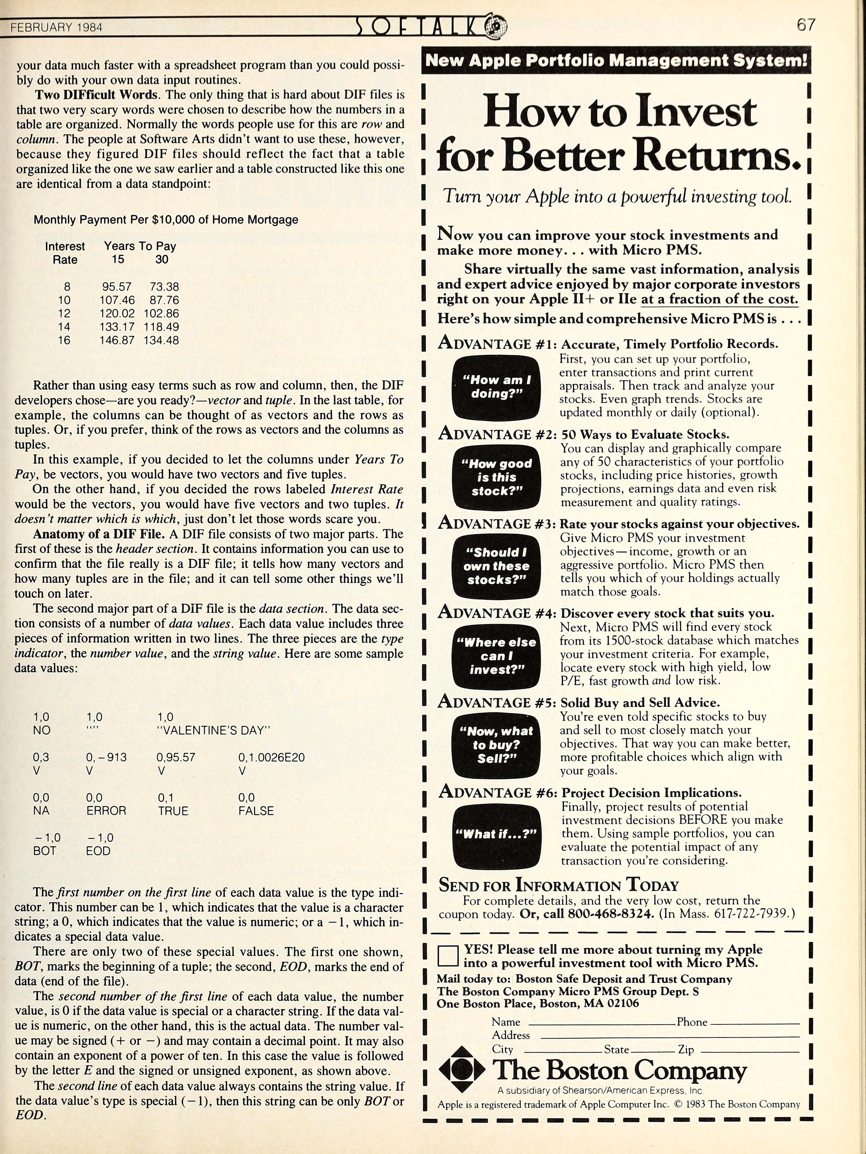 FEBRUARY 1984
SOFTALK
67
your data much faster with a spreadsheet program than you could possi-
bly do with your own data input routines.
Two DIFficult Words. The only thing that is hard about DIF files is
that two very scary words were chosen to describe how the numbers in a
table are organized. Normally the words people use for this are row and
column. The people at Software Arts didn't want to use these, however,
because they figured DIF files should reflect the fact that a table
organized like the one we saw earlier and a table constructed like this one
are identical from a data standpoint:
Monthly Payment Per $10,000 of Home Mortgage
Interest Years To Pay
Rate 15 30
8 95.57 73.38
10 107.46 87.76
12 120.02 102.86
14 133.17 118.49
16 146.87 134.48
Rather than using easy terms such as row and column, then, the DIF
developers chose—are you ready?—vector and tuple. In the last table, for
example, the columns can be thought of as vectors and the rows as
tuples. Or, if you prefer, think of the rows as vectors and the columns as
tuples.
In this example, if you decided to let the columns under Years To
Pay, be vectors, you would have two vectors and five tuples.
On the other hand, if you decided the rows labeled Interest Rate
would be the vectors, you would have five vectors and two tuples. It
doesn't matter which is which, just don't let those words scare you.
Anatomy of a DIF File. A DIF file consists of two major parts. The
first of these is the header section. It contains information you can use to
confirm that the file really is a DIF file; it tells how many vectors and
how many tuples are in the file; and it can tell some other things we'll
touch on later.
The second major part of a DIF file is the data section. The data sec-
tion consists of a number of data values. Each data value includes three
pieces of information written in two lines. The three pieces are the type
indicator, the number value, and the string value. Here are some sample
data values:
1,0 1,0 1,0
NO "" "VALENTINE'S DAY"
0,3 0,-913 0,95.57 0,1.0026E20
V V V V
0,0 0,0 0,1 0,0
NA ERROR TRUE FALSE
-1,0 -1,0
BOT EOD
The first number on the first line of each data value is the type indi-
cator. This number can be 1, which indicates that the value is a character
string; a 0, which indicates that the value is numeric; or a -1, which in-
dicates a special data value.
There are only two of these special values. The first one shown,
BOT, marks the beginning of a tuple; the second, EOD, marks the end of
data (end of the file).
The second number of the first line of each data value, the number
value, is 0 if the data value is special or a character string. If the data val-
ue is numeric, on the other hand, this is the actual data. The number val-
ue may be signed (+ or -) and may contain a decimal point. It may also
contain an exponent of a power of ten. In this case the value is followed
by the letter E and the signed or unsigned exponent, as shown above.
The second line of each data value always contains the string value. If
the data value's type is special (-1), then this string can be only BOT or
EOD.
New Apple Portfolio Management System!
How to Invest
for Better Returns.
Turn your Apple into a powerful investing tool.
Now you can improve your stock investments and
make more money. . . with Micro PMS.
Share virtually the same vast information, analysis
and expert advice enjoyed by major corporate investors
right on your Apple II+ or IIe at a fraction of the cost.
Here's how simple and comprehensive Micro PMS is . . .
ADVANTAGE #1: Accurate, Timely Portfolio Records.
"How am I
doing?"
First, you can set up your portfolio,
enter transactions and print current
appraisals. Then track and analyze your
stocks. Even graph trends. Stocks are
updated monthly or daily (optional).
ADVANTAGE #2: 50 Ways to Evaluate Stocks.
"How good
is this
stock?"
You can display and graphically compare
any of 50 characteristics of your portfolio
stocks, including price histories, growth
projections, earnings data and even risk
measurement and quality ratings.
ADVANTAGE #3: Rate your stocks against your objectives.
"Should I
own these
stocks?"
Give Micro PMS your investment
objectives—income, growth or an
aggressive portfolio. Micro PMS then
tells you which of your holdings actually
match those goals.
ADVANTAGE #4: Discover every stock that suits you.
"Where else
can I
invest?"
Next, Micro PMS will find every stock
from its 1500-stock database which matches
your investment criteria. For example,
locate every stock with high yield, low
P/E, fast growth and low risk.
ADVANTAGE #5: Solid Buy and Sell Advice.
"Now, what
to buy?
Sell?"
You're even told specific stocks to buy
and sell to most closely match your
objectives. That way you can make better,
more profitable choices which align with
your goals.
ADVANTAGE #6: Project Decision Implications.
"What if...?"
Finally, project results of potential
investment decisions BEFORE you make
them. Using sample portfolios, you can
evaluate the potential impact of any
transaction you're considering.
SEND FOR INFORMATION TODAY
For complete details, and the very low cost, return the
coupon today. Or, call 800-468-8324. (In Mass. 617-722-7939.)
YES! Please tell me more about turning my Apple
into a powerful investment tool with Micro PMS.
Mail today to: Boston Safe Deposit and Trust Company
The Boston Company Micro PMS Group Dept. S
One Boston Place, Boston, MA 02106
Name Phone
Address
City State Zip
The Boston Company
A subsidiary of Shearson/American Express, Inc.
Apple is a registered trademark of Apple Computer Inc. © 1983 The Boston Company